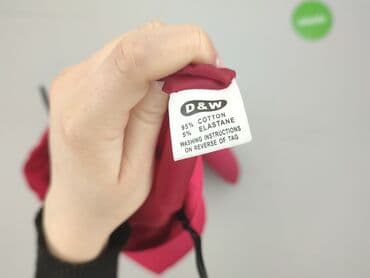 D&W
95% COTTON
5% ELASTANE
WASHING INSTRUCTIONS
ON REVERSE OF TAG